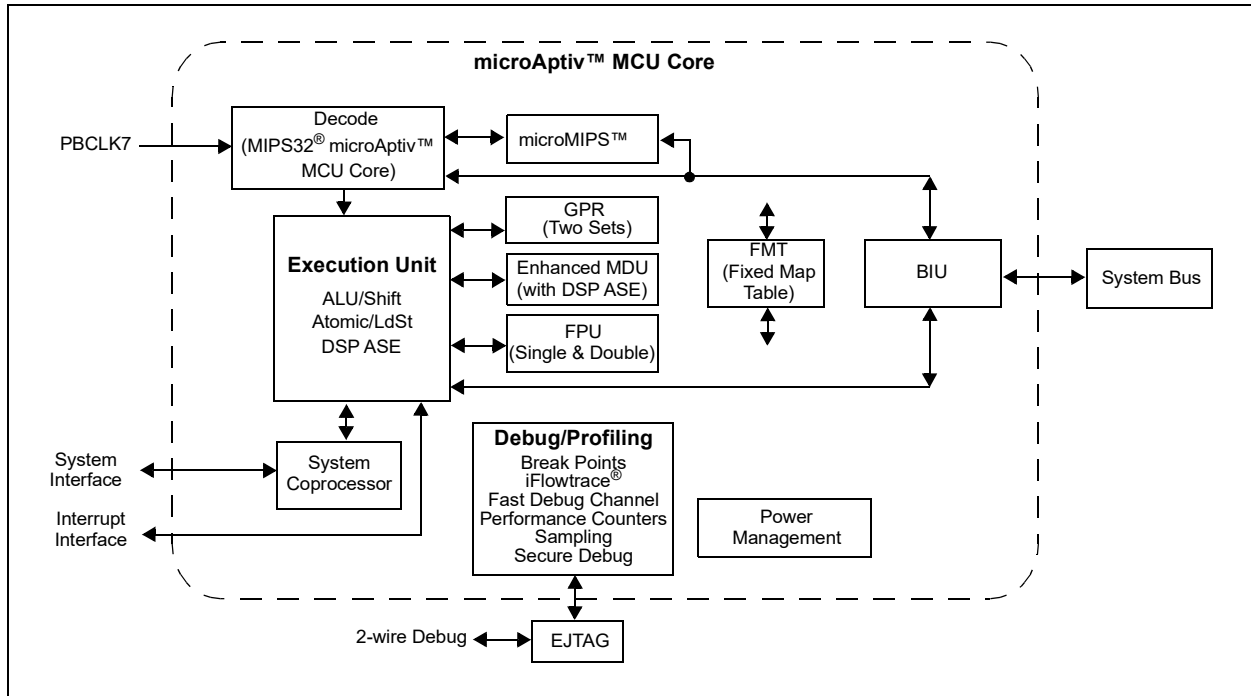 microAptiv™ MCU Core
PBCLK7
Decode
(MIPS32® microAptiv™
MCU Core)
microMIPS™
Execution Unit
ALU/Shift
Atomic/LdSt
DSP ASE
GPR
(Two Sets)
Enhanced MDU
(with DSP ASE)
FPU
(Single & Double)
FMT
(Fixed Map
Table)
BIU
System Bus
System
Interface
System
Coprocessor
Interrupt
Interface
Debug/Profiling
Break Points
iFlowtrace®
Fast Debug Channel
Performance Counters
Sampling
Secure Debug
Power
Management
2-wire Debug
EJTAG